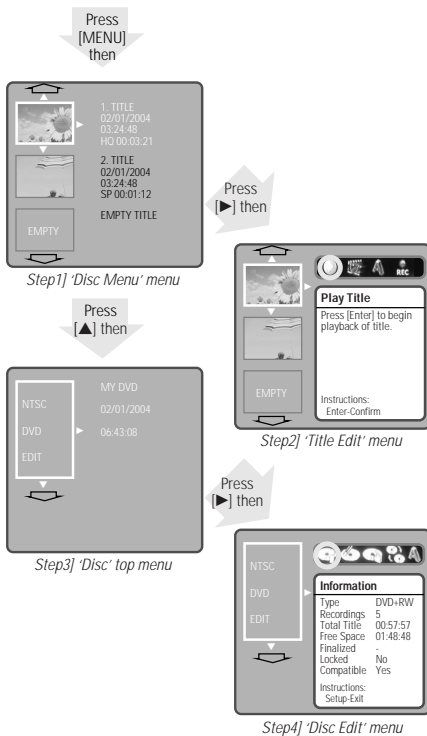 Press
[MENU]
then
1. TITLE
02/01/2004
03:24:48
HQ 00:03:21
2. TITLE
02/01/2004
03:24:48
SP 00:01:12
EMPTY
EMPTY TITLE
Step1] 'Disc Menu' menu
Press
[▶] then
REC
Play Title
Press [Enter] to begin
playback of title.
EMPTY
Instructions:
Enter-Confirm
Step2] 'Title Edit' menu
Press
[▲] then
MY DVD
NTSC
02/01/2004
DVD
06:43:08
EDIT
Step3] 'Disc' top menu
Press
[▶] then
NTSC
DVD
EDIT
Information
Type DVD+RW
Recordings 5
Total Title 00:57:57
Free Space 01:48:48
Finalized -
Locked No
Compatible Yes
Instructions:
Setup-Exit
Step4] 'Disc Edit' menu